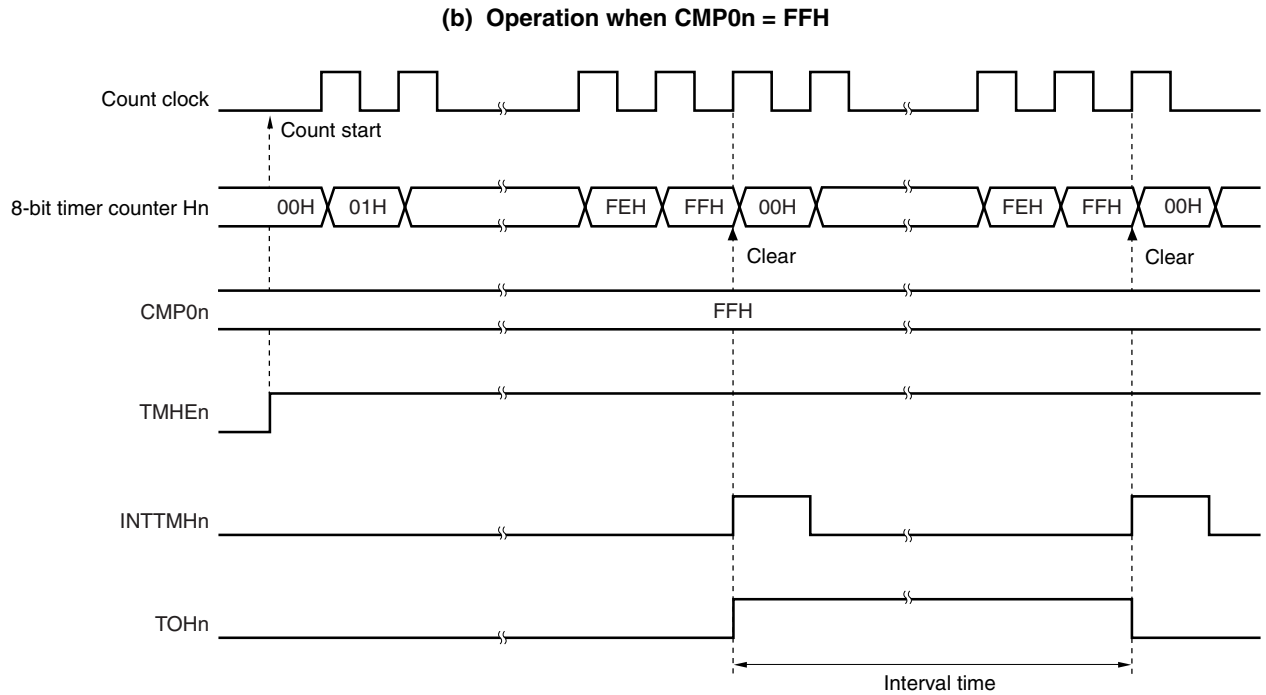 (b) Operation when CMP0n = FFH
Count clock
Count start
8-bit timer counter Hn
00H 01H FEH FFH 00H FEH FFH 00H
Clear Clear
CMP0n FFH
TMHEn
INTTMHn
TOHn
Interval time